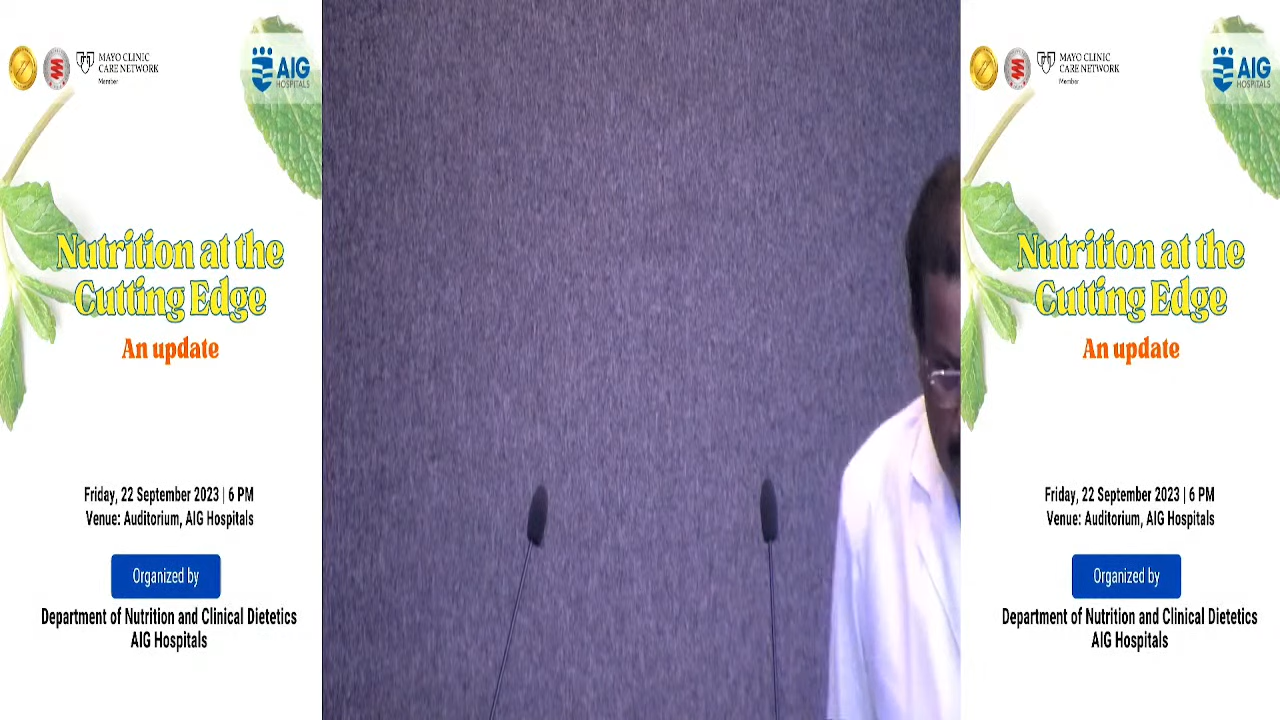 MAYO CLINIC
CARE NETWORK
Member
AIG
HOSPITALS
Nutrition at the
Cutting Edge
An update
Friday, 22 September 2023 | 6 PM
Venue: Auditorium, AIG Hospitals
Organized by
Department of Nutrition and Clinical Dietetics
AIG Hospitals
MAYO CLINIC
CARE NETWORK
Member
AIG
HOSPITALS
Nutrition at the
Cutting Edge
An update
Friday, 22 September 2023 | 6 PM
Venue: Auditorium, AIG Hospitals
Organized by
Department of Nutrition and Clinical Dietetics
AIG Hospitals